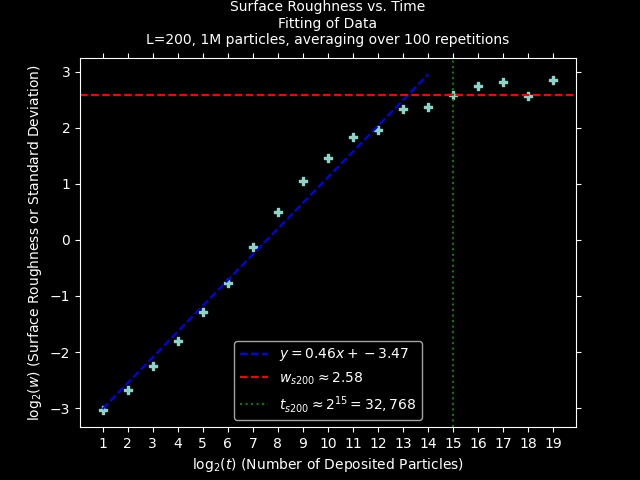 Surface Roughness vs. Time
Fitting of Data
L=200, 1M particles, averaging over 100 repetitions
log₂(w) (Surface Roughness or Standard Deviation)
3
2
1
0
−1
−2
−3
y = 0.46x + −3.47
wₛ₂₀₀ ≈ 2.58
tₛ₂₀₀ ≈ 2¹⁵ = 32,768
1 2 3 4 5 6 7 8 9 10 11 12 13 14 15 16 17 18 19
log₂(t) (Number of Deposited Particles)